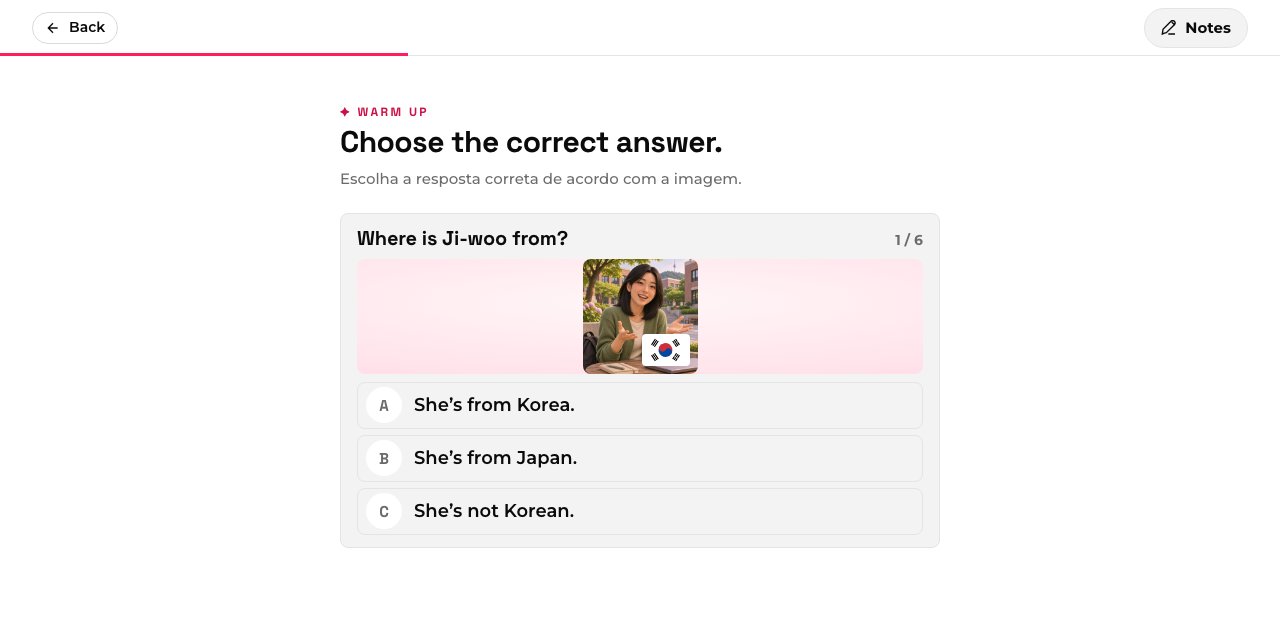 Back
Notes
WARM UP
Choose the correct answer.
Escolha a resposta correta de acordo com a imagem.
Where is Ji-woo from?
1 / 6
A
She’s from Korea.
B
She’s from Japan.
C
She’s not Korean.